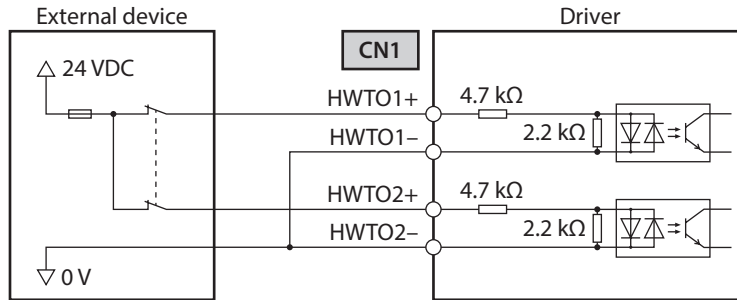 External device
Driver
CN1
24 VDC
HWTO1+
4.7 kΩ
HWTO1−
2.2 kΩ
HWTO2+
4.7 kΩ
HWTO2−
2.2 kΩ
0 V